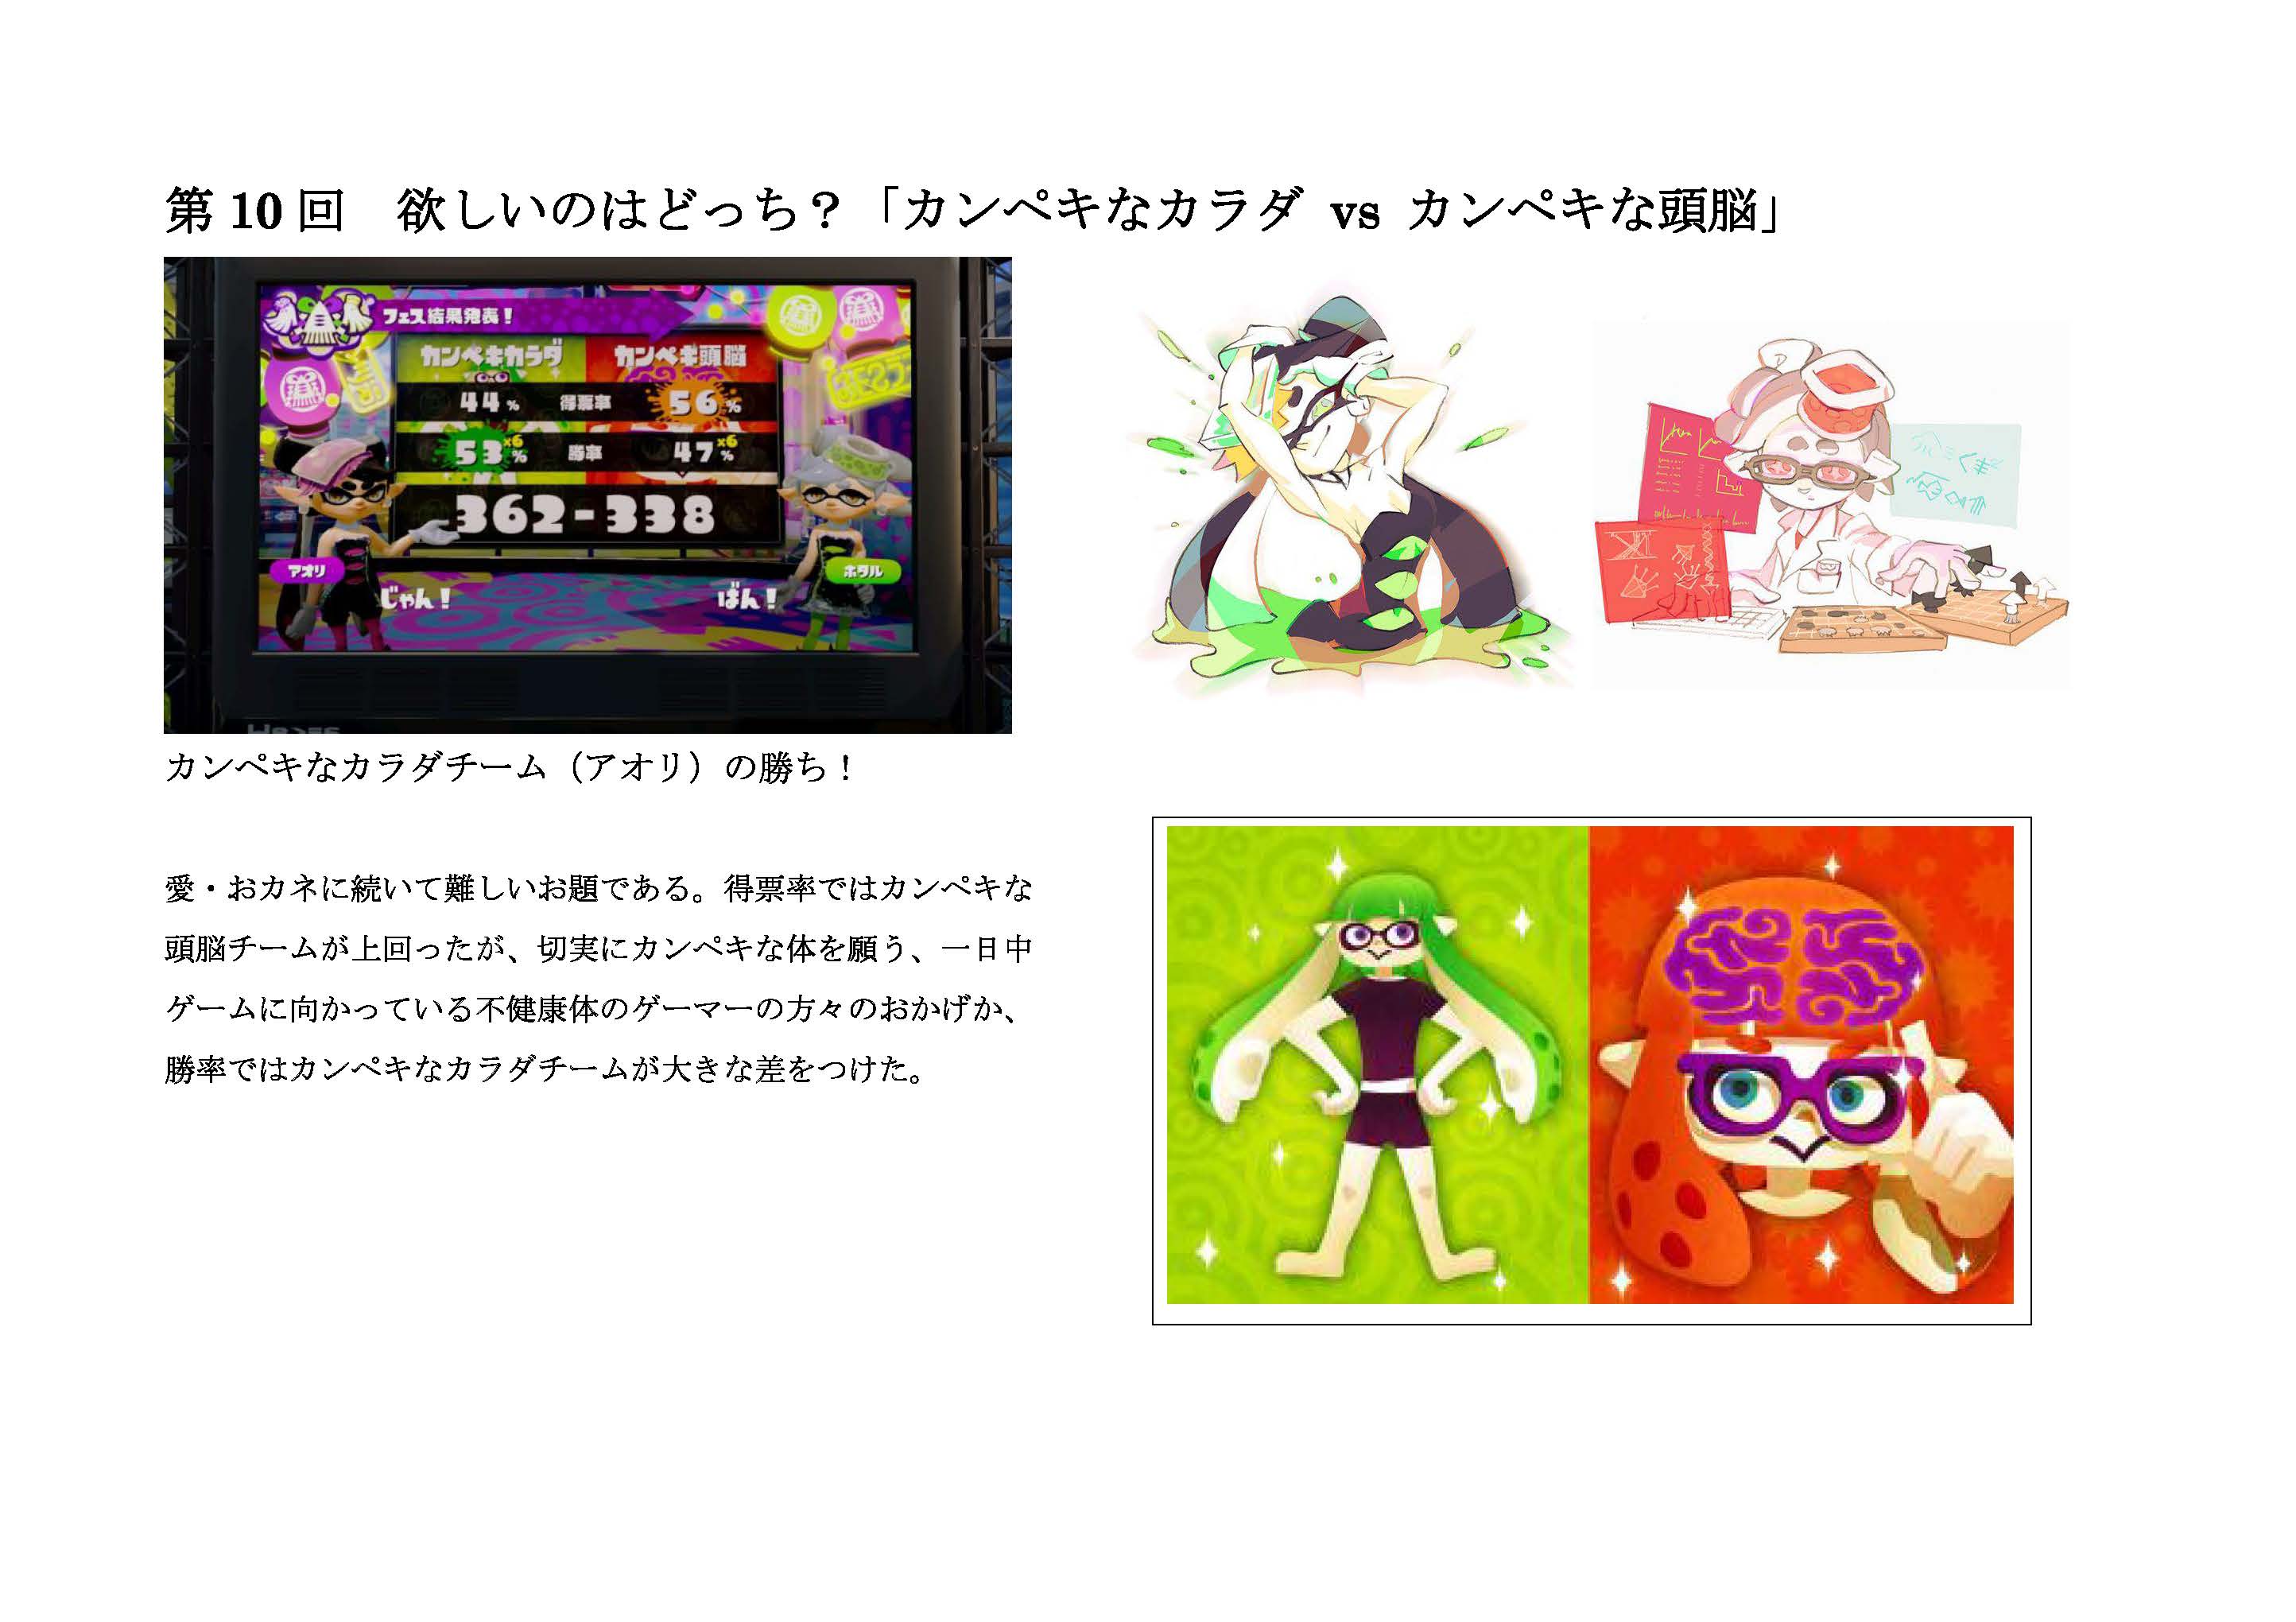 第 10 回　欲しいのはどっち？「カンペキなカラダ vs カンペキな頭脳」
フェス結果発表！
カンペキカラダ　カンペキ頭脳
44%　得票率　56%
53%x6　勝率　47%x6
362-338
アオリ　ホタル
じゃん！　ばん！
カンペキなカラダチーム（アオリ）の勝ち！
愛・おカネに続いて難しいお題である。得票率ではカンペキな
頭脳チームが上回ったが、切実にカンペキな体を願う、一日中
ゲームに向かっている不健康体のゲーマーの方々のおかげか、
勝率ではカンペキなカラダチームが大きな差をつけた。